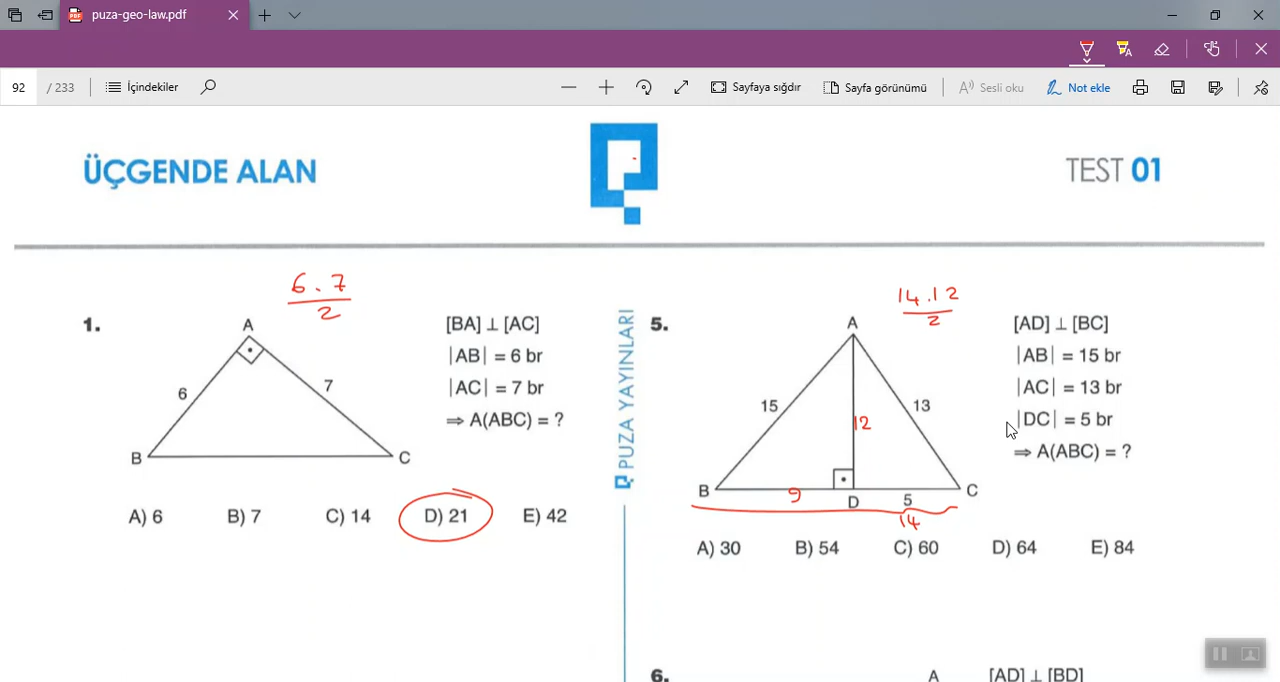 puza-geo-law.pdf
92 / 233 İçindekiler Sayfaya sığdır Sayfa görünümü Sesli oku Not ekle
ÜÇGENDE ALAN
TEST 01
6 . 7
2
1.
A
[BA] ⊥ [AC]
|AB| = 6 br
6
7
|AC| = 7 br
⇒ A(ABC) = ?
B
C
A) 6 B) 7 C) 14 D) 21 E) 42
PUZA YAYINLARI
14.12
2
5.
A
[AD] ⊥ [BC]
|AB| = 15 br
|AC| = 13 br
15
13
12
|DC| = 5 br
⇒ A(ABC) = ?
B
9
D
5
C
14
A) 30 B) 54 C) 60 D) 64 E) 84
6.
A
[AD] ⊥ [BD]